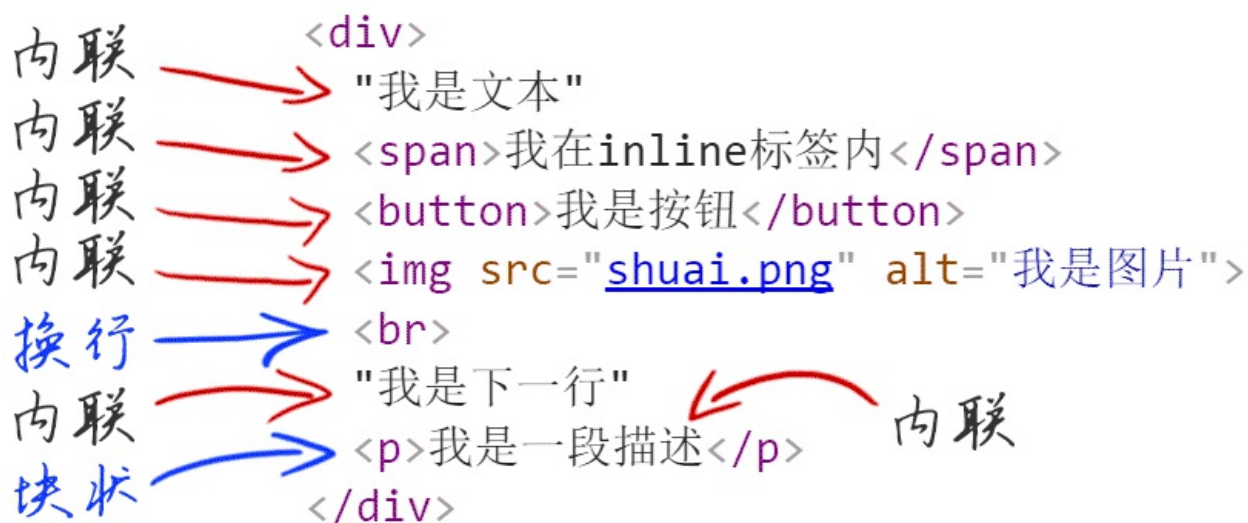 <div>
内联 "我是文本"
内联 <span>我在inline标签内</span>
内联 <button>我是按钮</button>
内联 <img src="shuai.png" alt="我是图片">
换行 <br>
内联 "我是下一行"
块状 <p>我是一段描述</p> 内联
</div>